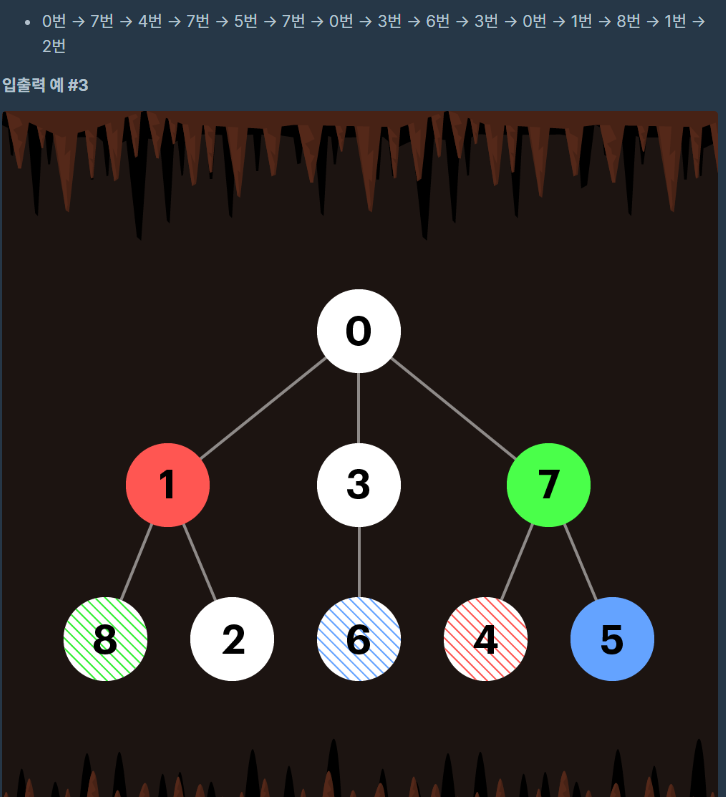 • 0번 → 7번 → 4번 → 7번 → 5번 → 7번 → 0번 → 3번 → 6번 → 3번 → 0번 → 1번 → 8번 → 1번 →
2번
입출력 예 #3
0
1 3 7
8 2 6 4 5